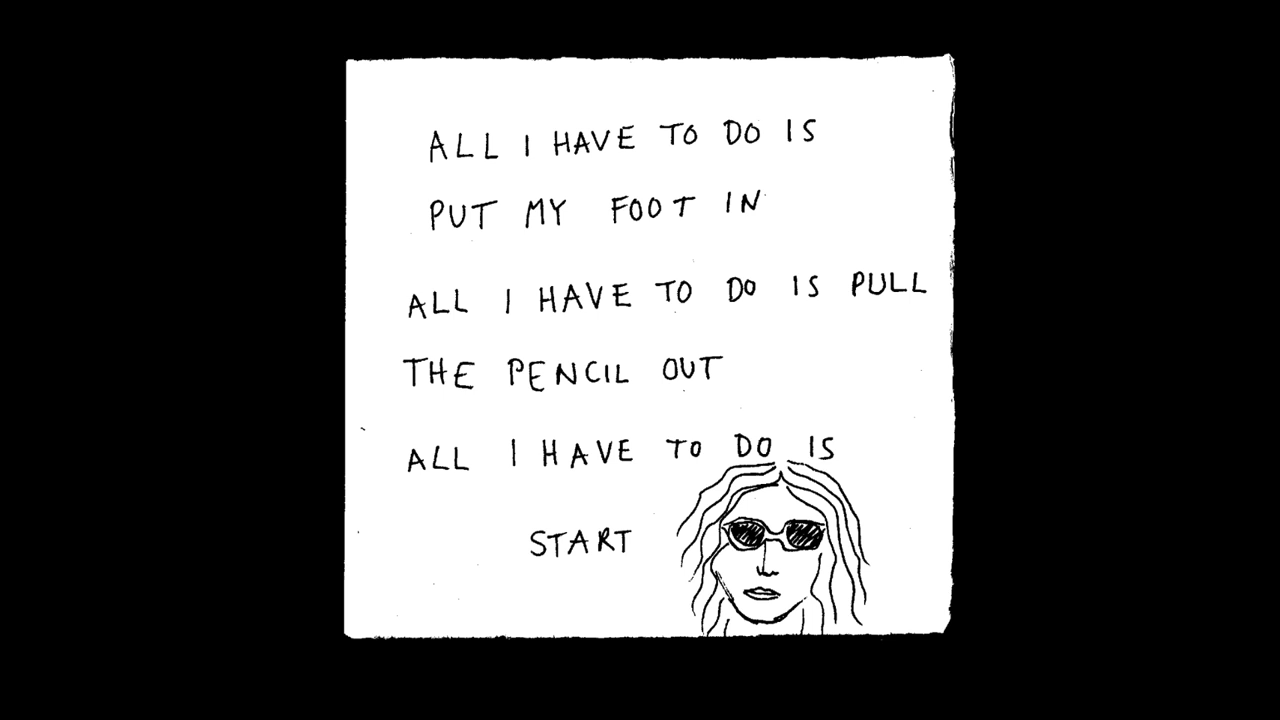 ALL I HAVE TO DO IS
PUT MY FOOT IN
ALL I HAVE TO DO IS PULL
THE PENCIL OUT
ALL I HAVE TO DO IS
START